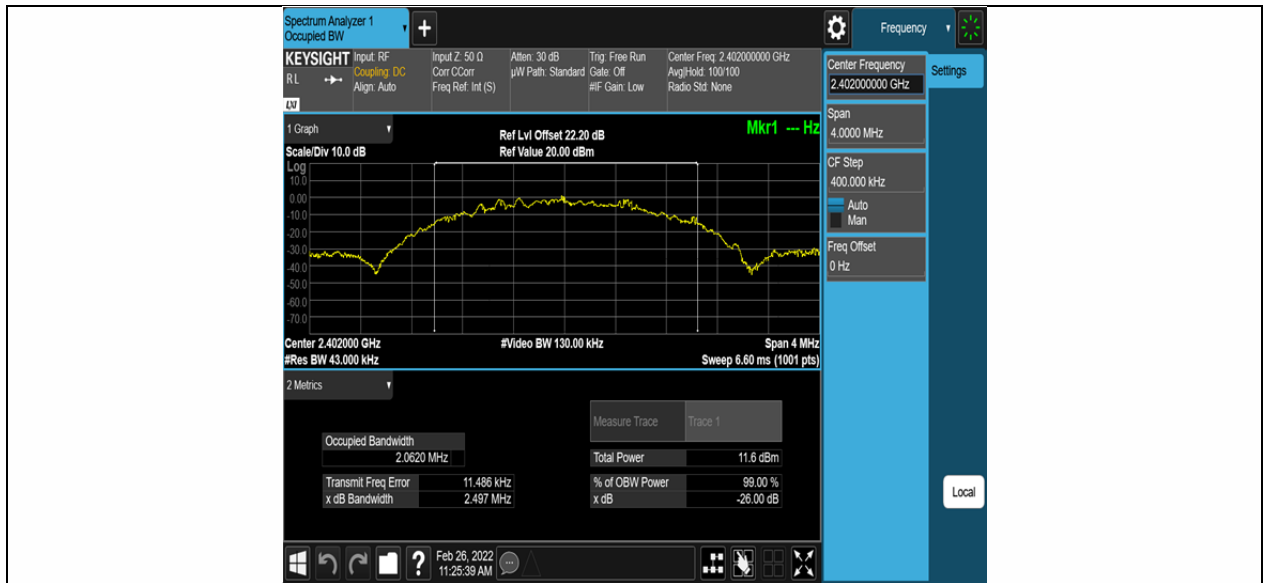 Spectrum Analyzer 1
Occupied BW
+
Frequency
KEYSIGHT
RL
LXI
Input: RF
Coupling: DC
Align: Auto
Input Z: 50 Ω
Corr CCorr
Freq Ref: Int (S)
Atten: 30 dB
µW Path: Standard
Trig: Free Run
Gate: Off
#IF Gain: Low
Center Freq: 2.402000000 GHz
Avg|Hold: 100/100
Radio Std: None
Center Frequency
2.402000000 GHz
Settings
Span
4.0000 MHz
CF Step
400.000 kHz
Auto
Man
Freq Offset
0 Hz
Local
1 Graph
Scale/Div 10.0 dB
Ref Lvl Offset 22.20 dB
Ref Value 20.00 dBm
Mkr1 --- Hz
Log
10.0
0.00
-10.0
-20.0
-30.0
-40.0
-50.0
-60.0
-70.0
Center 2.402000 GHz
#Res BW 43.000 kHz
#Video BW 130.00 kHz
Span 4 MHz
Sweep 6.60 ms (1001 pts)
2 Metrics
Measure Trace Trace 1
Occupied Bandwidth
2.0620 MHz
Total Power 11.6 dBm
Transmit Freq Error 11.486 kHz
% of OBW Power 99.00 %
x dB Bandwidth 2.497 MHz
x dB -26.00 dB
?
Feb 26, 2022
11:25:39 AM